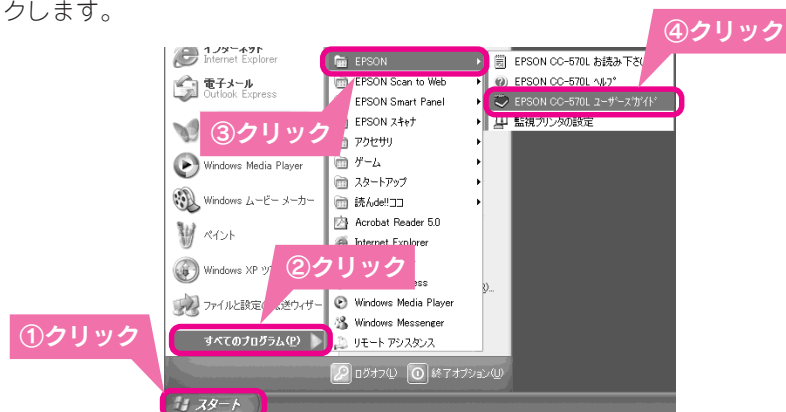 クします。
インターネット
Internet Explorer
電子メール
Outlook Express
Windows Media Player
Windows ムービー メーカー
ペイント
Windows XP ツ
ファイルと設定の転送ウィザー
すべてのプログラム(P)
スタート
EPSON
EPSON Scan to Web
EPSON Smart Panel
EPSON スキャナ
アクセサリ
ゲーム
スタートアップ
読んde!!ココ
Acrobat Reader 5.0
Internet Explorer
ess
Windows Media Player
Windows Messenger
リモート アシスタンス
ログオフ(L)
終了オプション(U)
EPSON CC-570L お読み下さ
EPSON CC-570L ヘルプ
EPSON CC-570L ユーザーズガイド
監視プリンタの設定
①クリック
②クリック
③クリック
④クリック